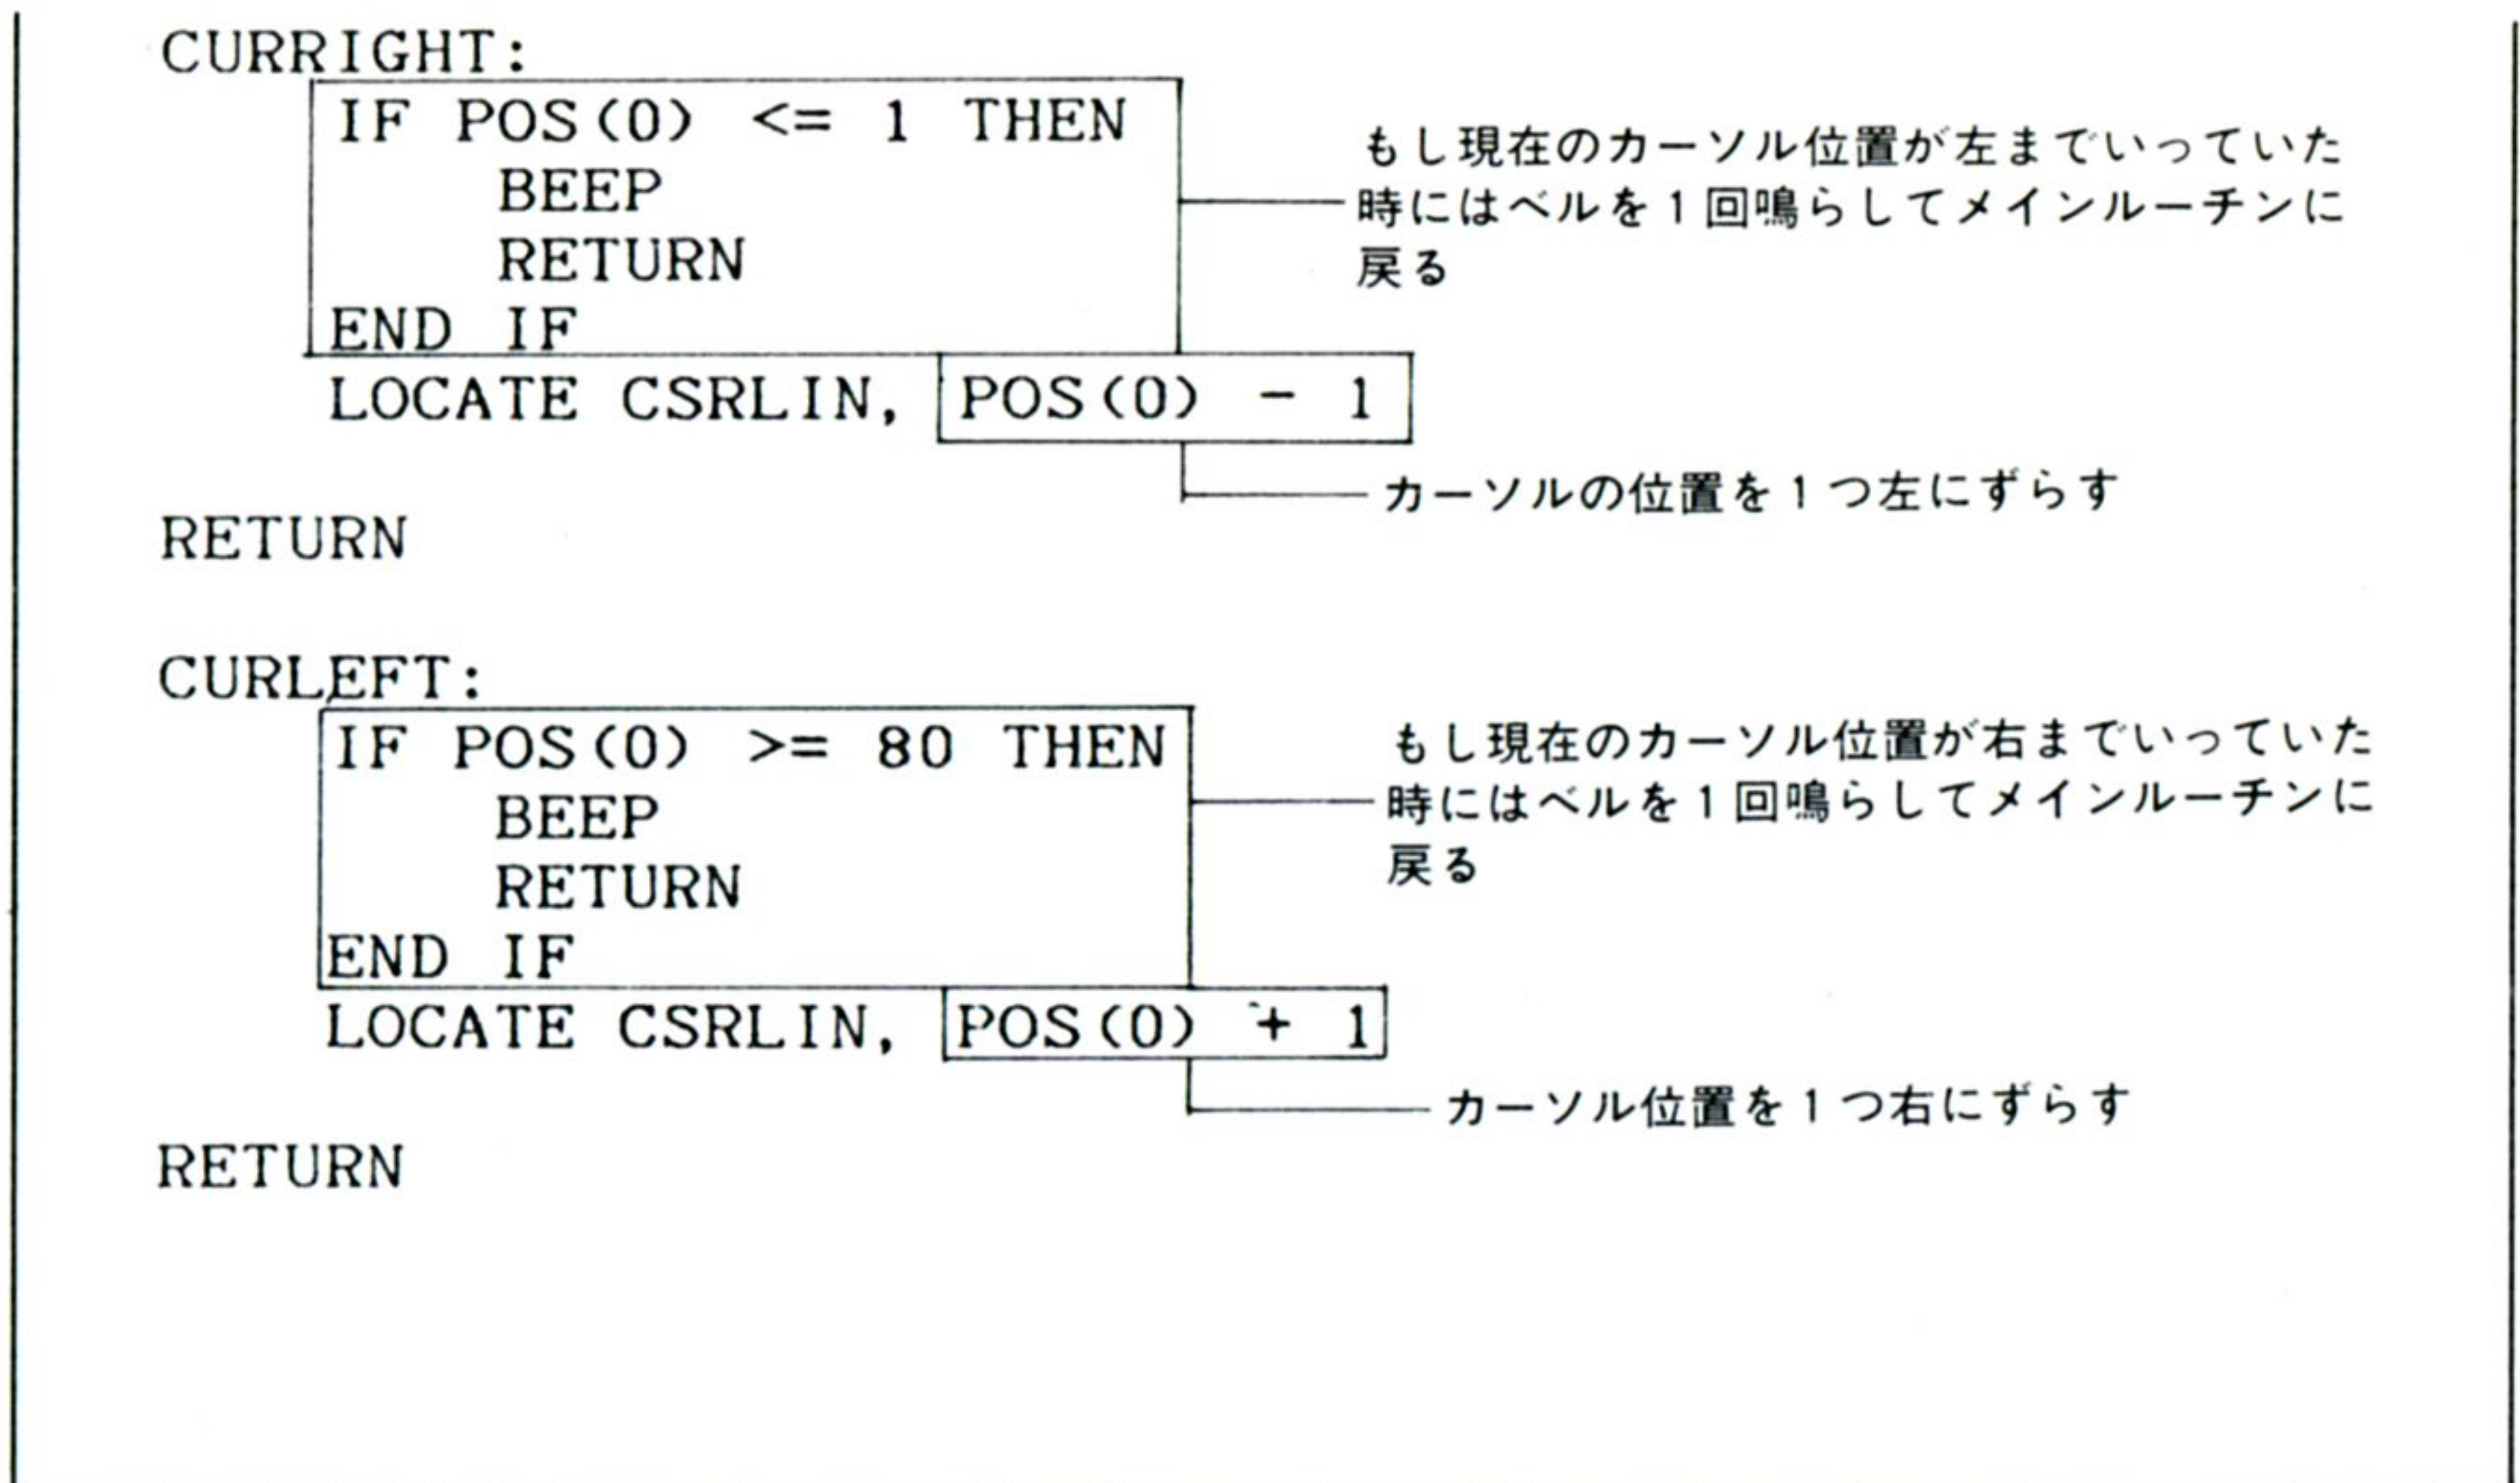 CURRIGHT:
IF POS(0) <= 1 THEN
BEEP
RETURN
END IF
もし現在のカーソル位置が左までいっていた
時にはベルを1回鳴らしてメインルーチンに
戻る
LOCATE CSRLIN, POS(0) - 1
カーソルの位置を1つ左にずらす
RETURN
CURLEFT:
IF POS(0) >= 80 THEN
BEEP
RETURN
END IF
もし現在のカーソル位置が右までいっていた
時にはベルを1回鳴らしてメインルーチンに
戻る
LOCATE CSRLIN, POS(0) + 1
カーソル位置を1つ右にずらす
RETURN